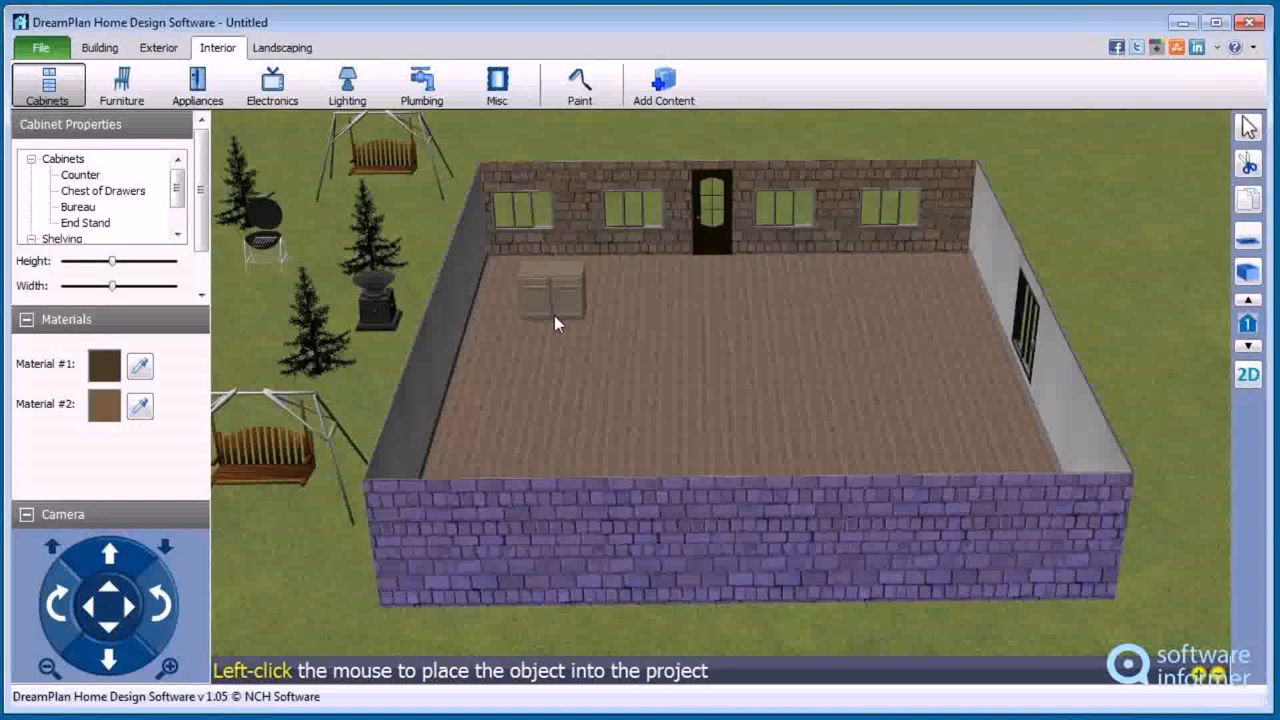 DreamPlan Home Design Software - Untitled
File Building Exterior Interior Landscaping
Cabinets Furniture Appliances Electronics Lighting Plumbing Misc Paint Add Content
Cabinet Properties
Cabinets
Counter
Chest of Drawers
Bureau
End Stand
Shelving
Height:
Width:
Materials
Material #1:
Material #2:
Camera
1
2D
Left-click the mouse to place the object into the project
software
informer
DreamPlan Home Design Software v 1.05 © NCH Software